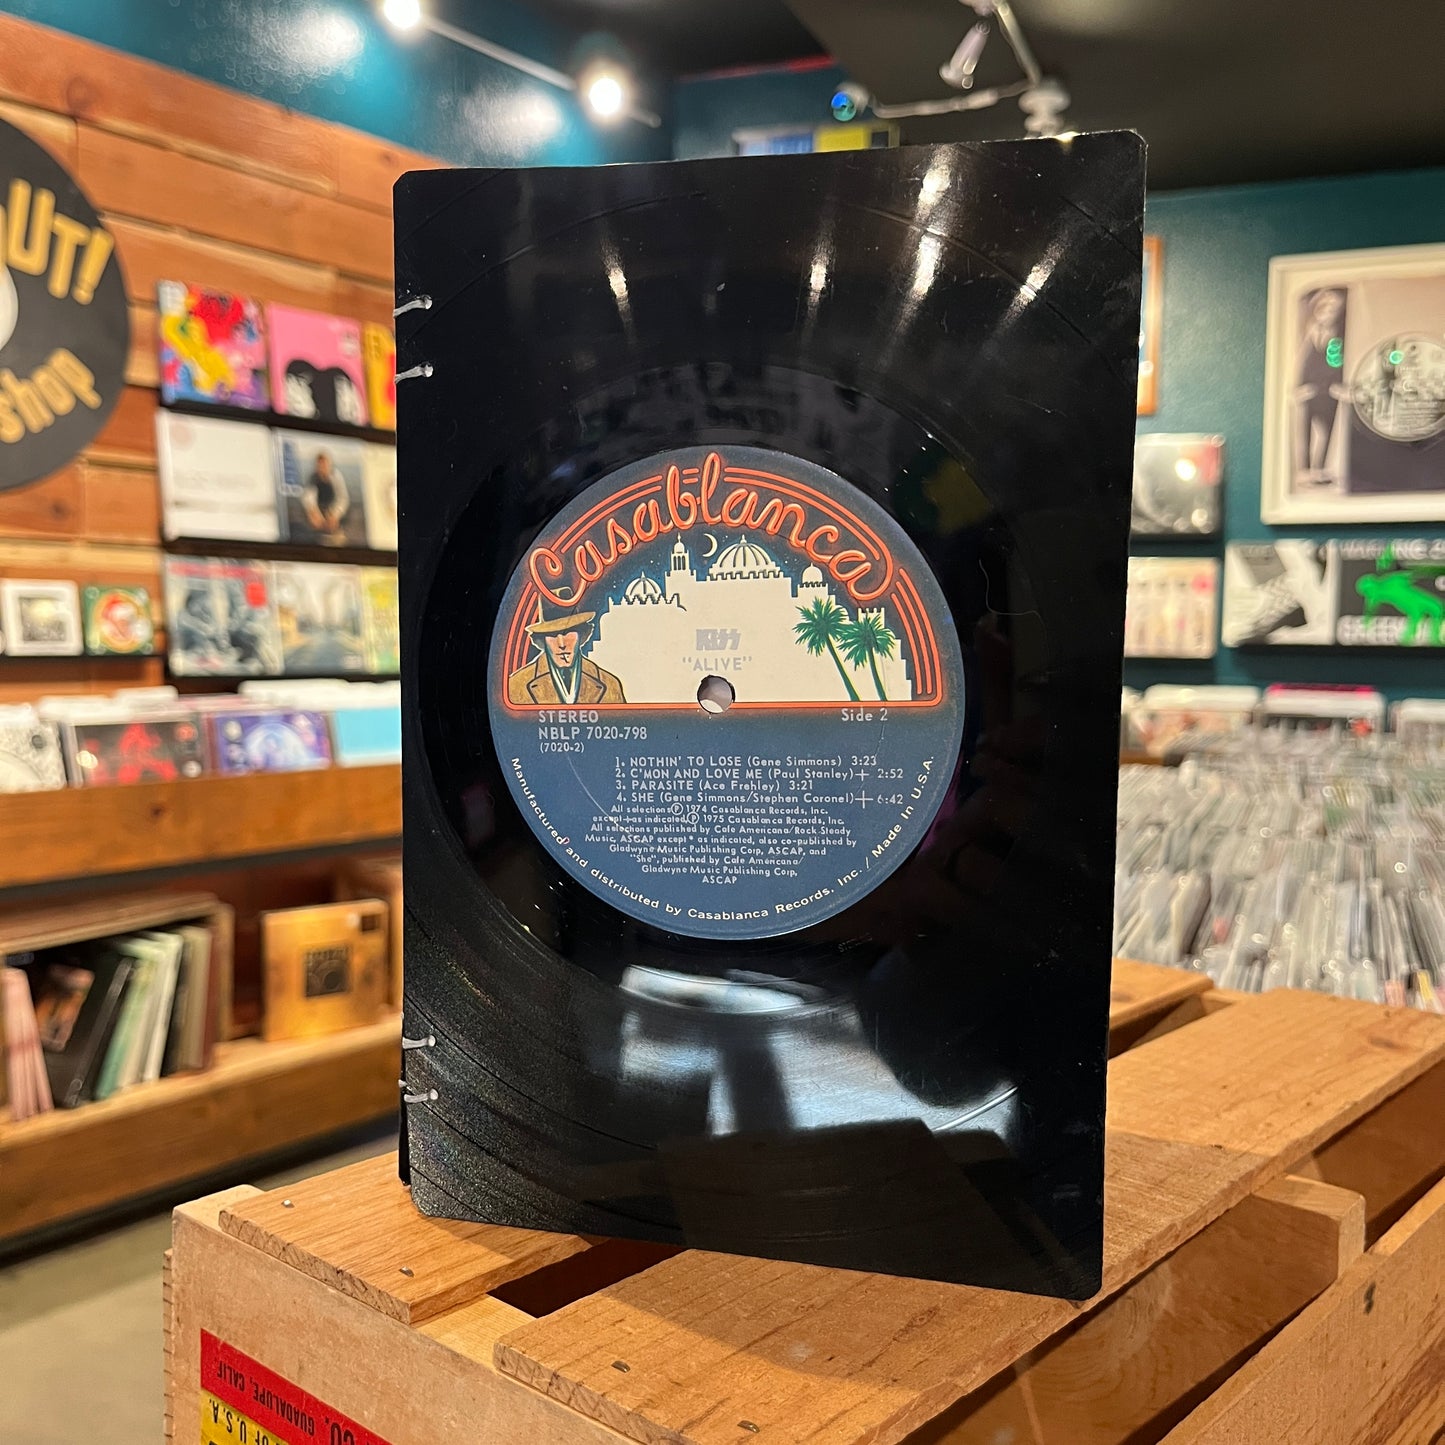 OUT!
Shop
Casablanca
KISS
"ALIVE"
STEREO
Side 2
NBLP 7020-798
(7020-2)
1. NOTHIN' TO LOSE (Gene Simmons) 3:23
2. C'MON AND LOVE ME (Paul Stanley)+ 2:52
3. PARASITE (Ace Frehley) 3:21
4. SHE (Gene Simmons/Stephen Coronel)+ 6:42
All selections Ⓟ 1974 Casablanca Records, Inc.
except + as indicated, Ⓟ 1975 Casablanca Records, Inc.
All selections published by Cafe Americana/Rock Steady
Music, ASCAP except * as indicated, also co-published by
Gladwyne Music Publishing Corp, ASCAP, and
"She", published by Cafe Americana/
Gladwyne Music Publishing Corp,
ASCAP
Manufactured and distributed by Casablanca Records, Inc. / Made In U.S.A.
CO. GUADALUPE, CALIF
OF U.S.A.